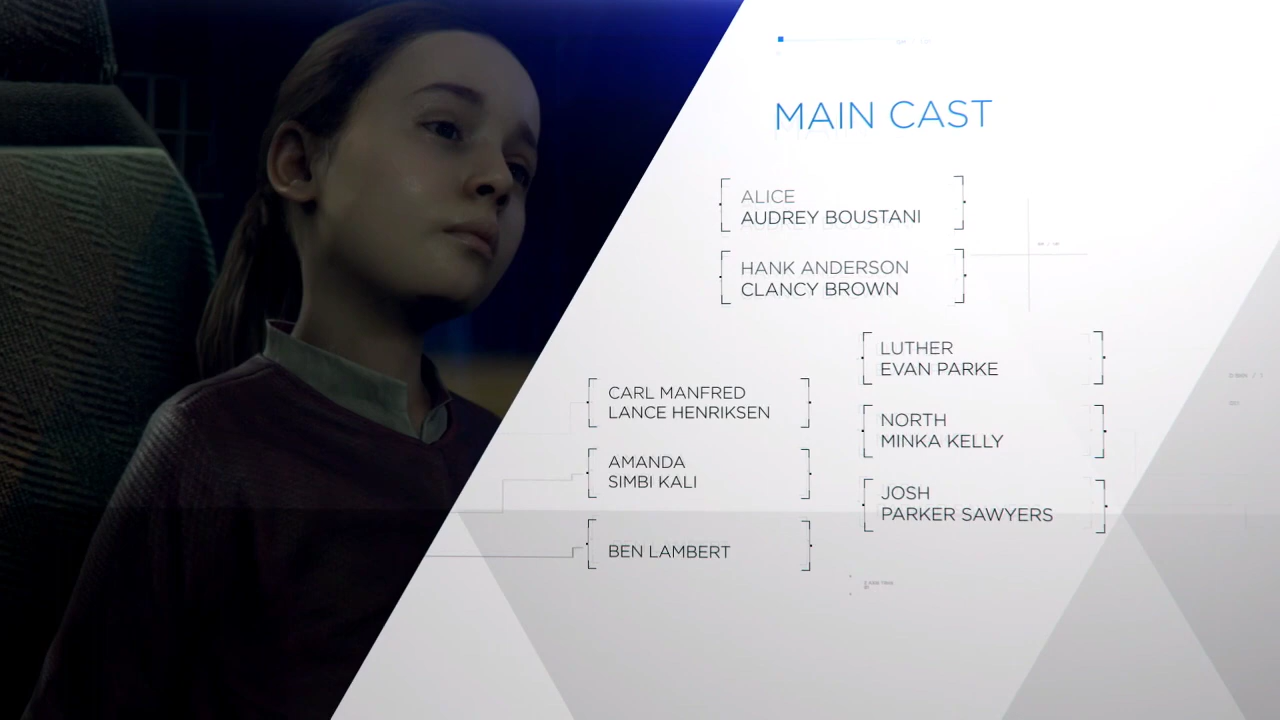 MAIN CAST
ALICE
AUDREY BOUSTANI
HANK ANDERSON
CLANCY BROWN
LUTHER
EVAN PARKE
CARL MANFRED
LANCE HENRIKSEN
NORTH
MINKA KELLY
AMANDA
SIMBI KALI
JOSH
PARKER SAWYERS
BEN LAMBERT